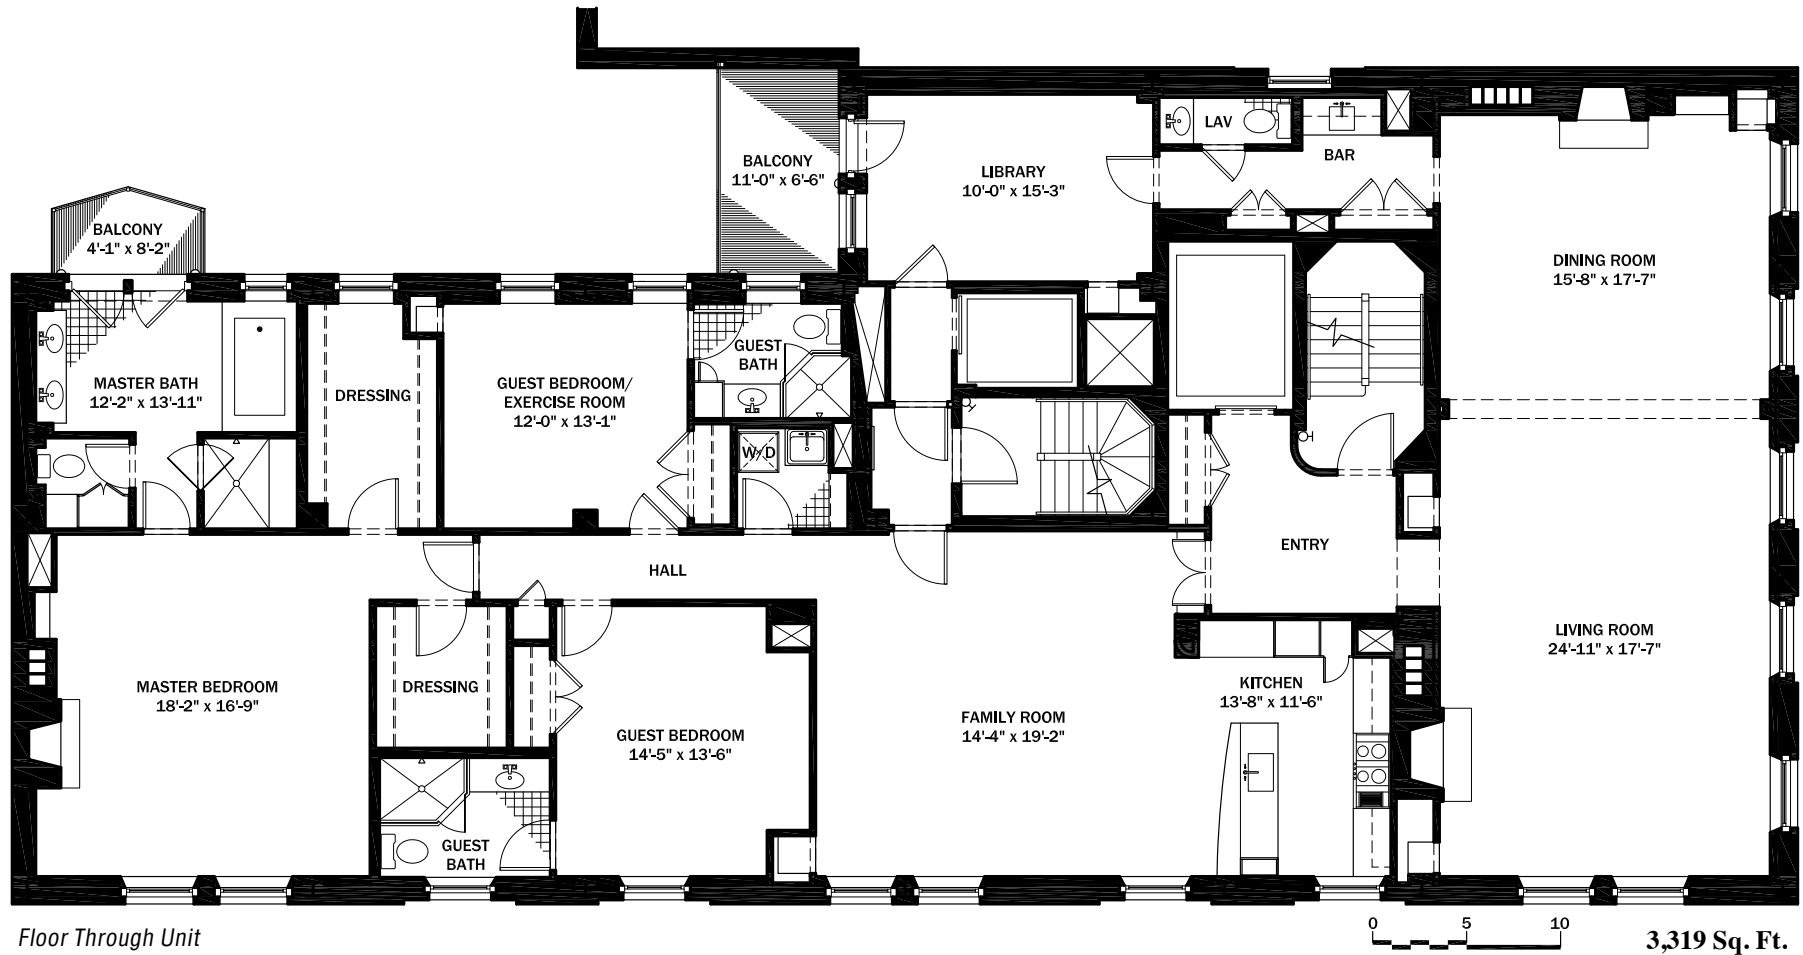 LAV
BAR
BALCONY
11'-0" x 6'-6"
LIBRARY
10'-0" x 15'-3"
BALCONY
4'-1" x 8'-2"
DINING ROOM
15'-8" x 17'-7"
MASTER BATH
12'-2" x 13'-11"
DRESSING
GUEST BEDROOM/
EXERCISE ROOM
12'-0" x 13'-1"
GUEST
BATH
W/D
HALL
ENTRY
MASTER BEDROOM
18'-2" x 16'-9"
DRESSING
GUEST BEDROOM
14'-5" x 13'-6"
FAMILY ROOM
14'-4" x 19'-2"
KITCHEN
13'-8" x 11'-6"
LIVING ROOM
24'-11" x 17'-7"
GUEST
BATH
Floor Through Unit
0 5 10
3,319 Sq. Ft.